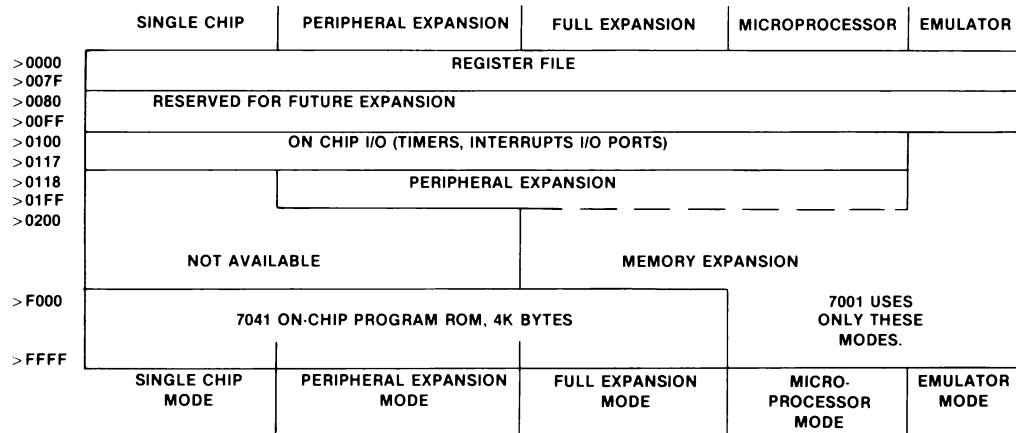 SINGLE CHIP PERIPHERAL EXPANSION FULL EXPANSION MICROPROCESSOR EMULATOR
>0000 REGISTER FILE
>007F
>0080 RESERVED FOR FUTURE EXPANSION
>00FF
>0100 ON CHIP I/O (TIMERS, INTERRUPTS I/O PORTS)
>0117
>0118 PERIPHERAL EXPANSION
>01FF
>0200
NOT AVAILABLE MEMORY EXPANSION
>F000 7041 ON-CHIP PROGRAM ROM, 4K BYTES
7001 USES
ONLY THESE
MODES.
>FFFF
SINGLE CHIP
MODE
PERIPHERAL EXPANSION
MODE
FULL EXPANSION
MODE
MICRO-
PROCESSOR
MODE
EMULATOR
MODE